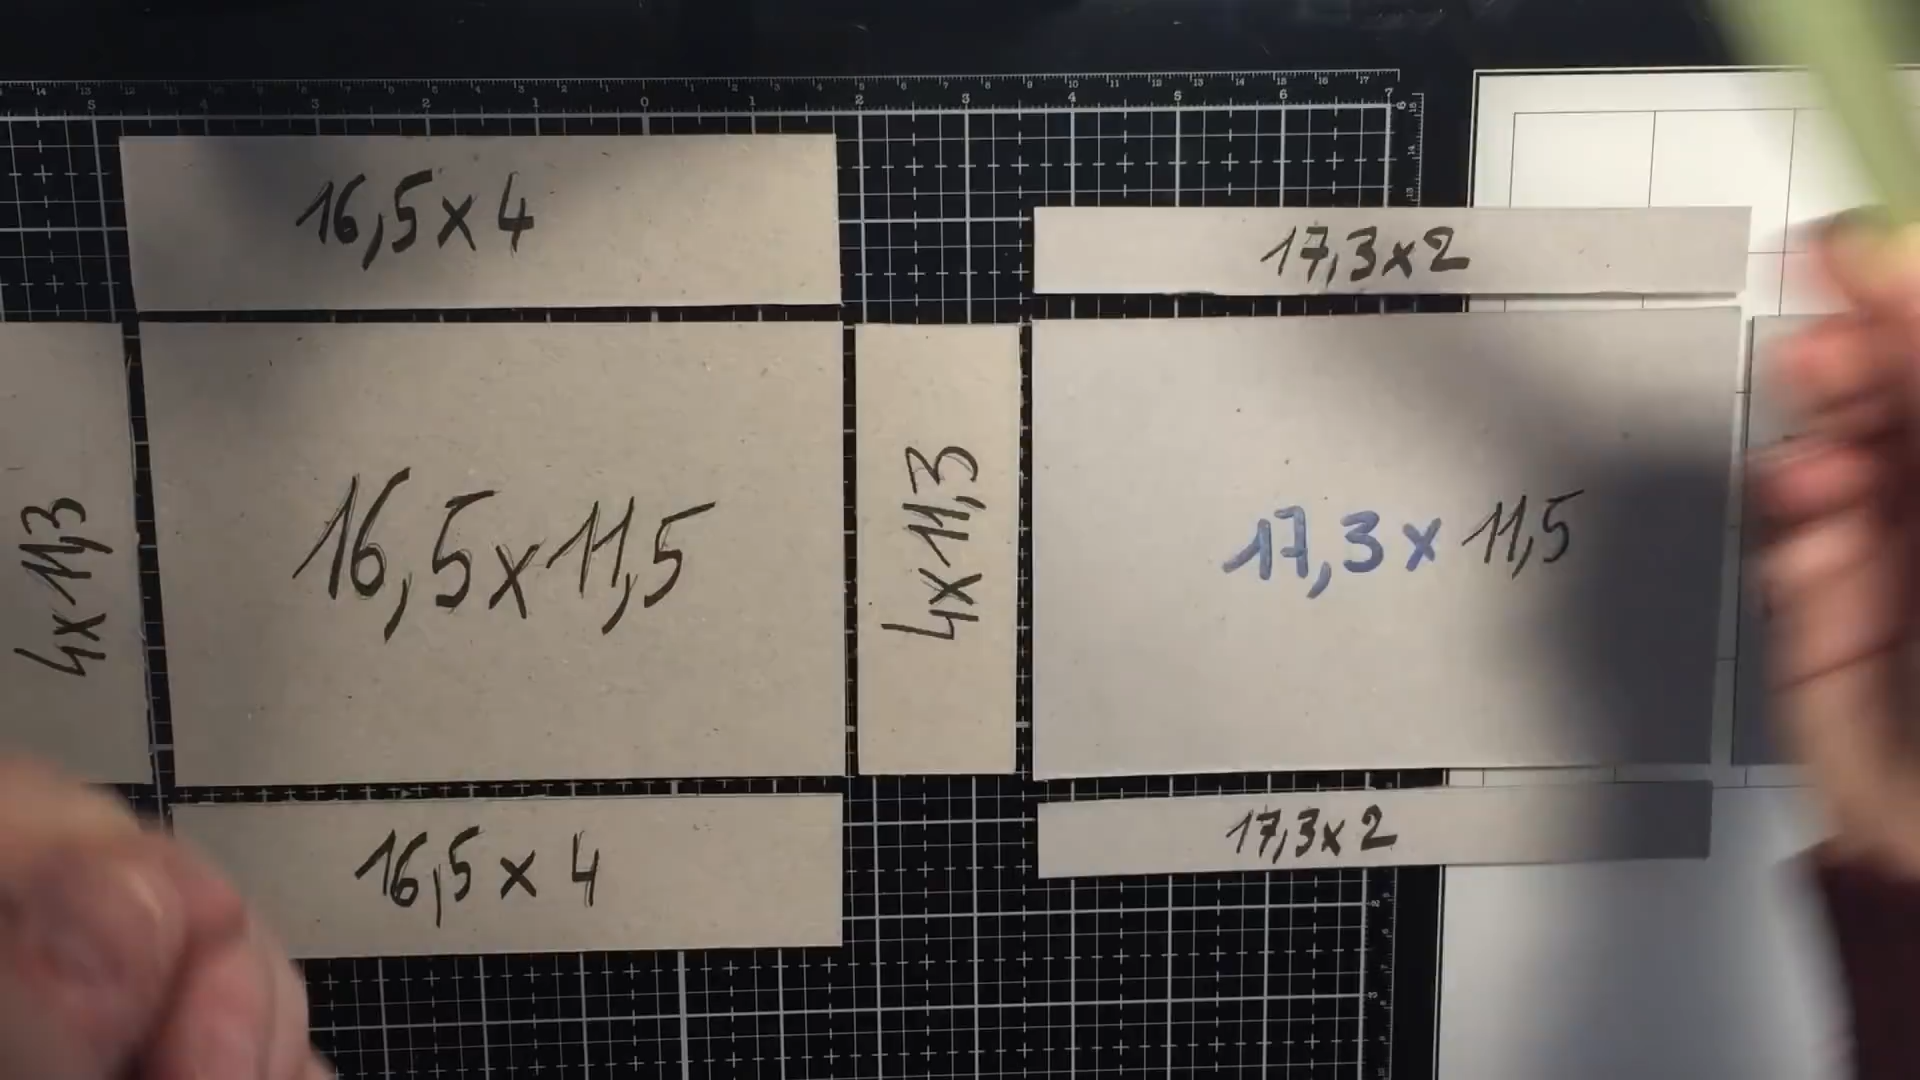 16,5 x 4
17,3 x 2
4 x 11,3
16,5 x 11,5
4 x 11,3
17,3 x 11,5
16,5 x 4
17,3 x 2